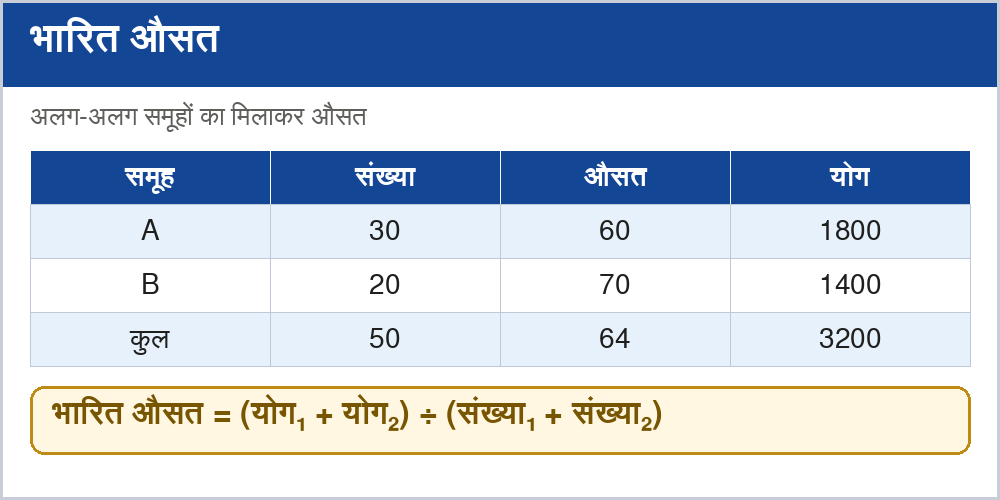 भारित औसत
अलग-अलग समूहों का मिलाकर औसत
समूह संख्या औसत योग
A 30 60 1800
B 20 70 1400
कुल 50 64 3200
भारित औसत = (योग₁ + योग₂) ÷ (संख्या₁ + संख्या₂)